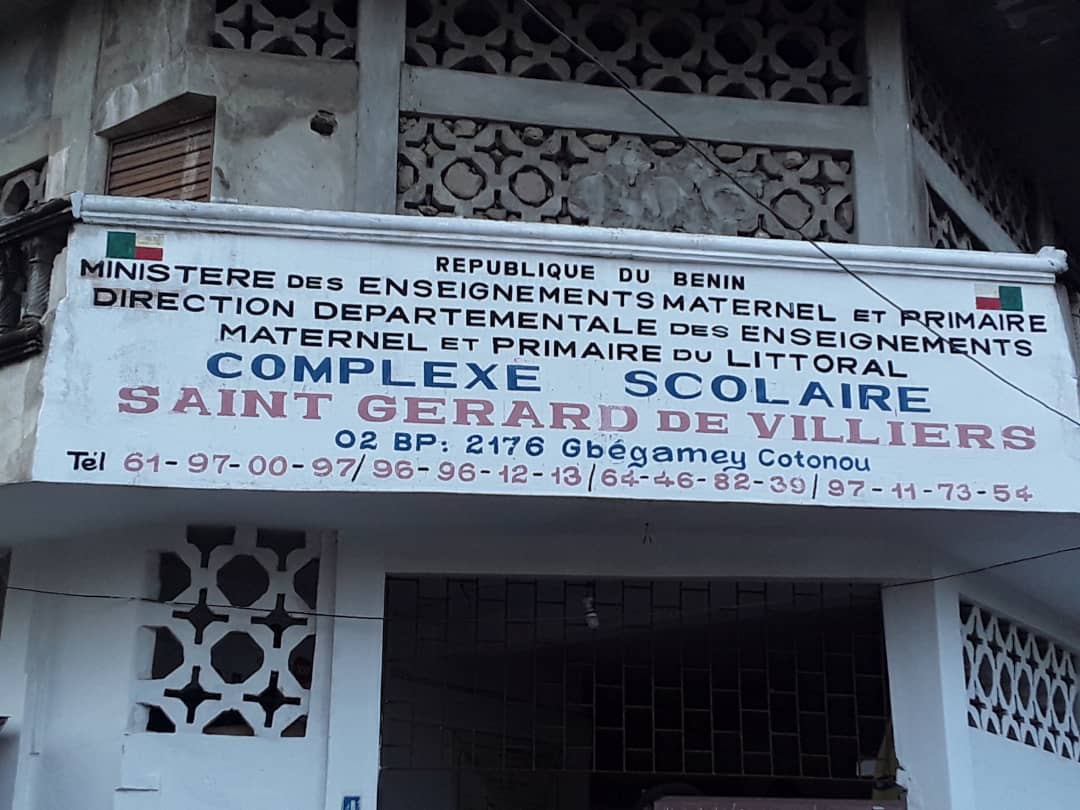 REPUBLIQUE DU BENIN
MINISTERE DES ENSEIGNEMENTS MATERNEL ET PRIMAIRE
DIRECTION DEPARTEMENTALE DES ENSEIGNEMENTS
MATERNEL ET PRIMAIRE DU LITTORAL
COMPLEXE SCOLAIRE
SAINT GERARD DE VILLIERS
02 BP: 2176 Gbégamey Cotonou
Tél 61-97-00-97/96-96-12-13/64-46-82-39/97-11-73-54